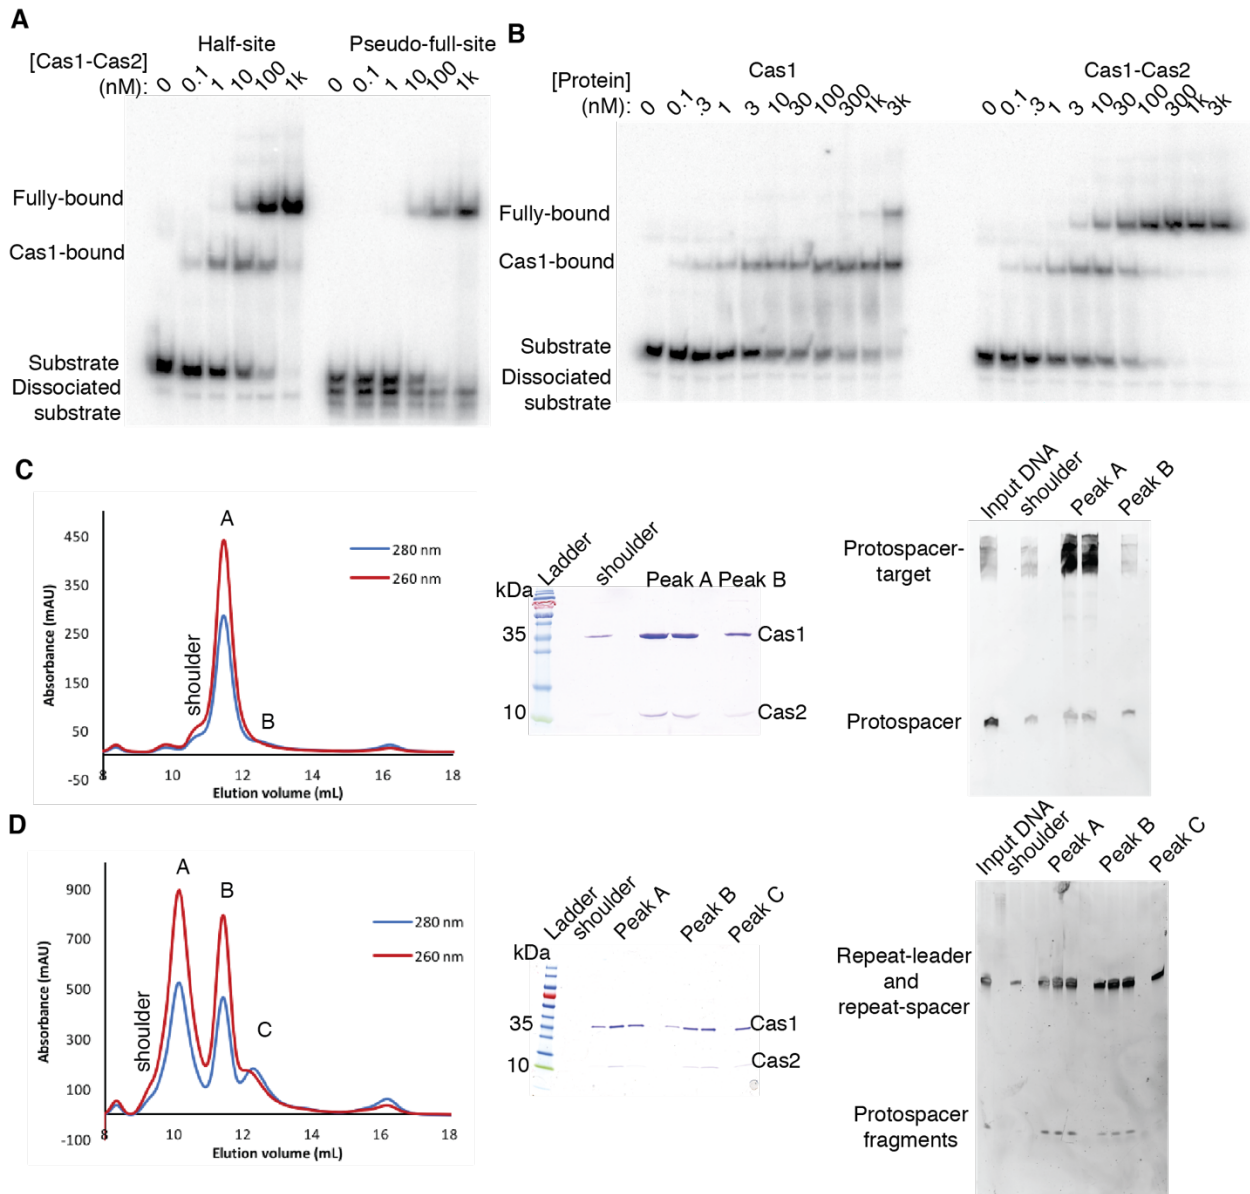 A
Half-site
Pseudo-full-site
[Cas1-Cas2]
(nM):
0 0.1 1 10 100 1k
0 0.1 1 10 100 1k
Fully-bound
Cas1-bound
Substrate
Dissociated
substrate
B
Cas1
Cas1-Cas2
[Protein]
(nM):
0 0.1 .3 1 3 10 30 100 300 1k 3k
0 0.1 .3 1 3 10 30 100 300 1k 3k
Fully-bound
Cas1-bound
Substrate
Dissociated
substrate
C
A
shoulder
B
280 nm
260 nm
Absorbance (mAU)
450
350
250
150
50
-50
8 10 12 14 16 18
Elution volume (mL)
Ladder
shoulder
Peak A Peak B
kDa
35
10
Cas1
Cas2
Input DNA
shoulder
Peak A
Peak B
Protospacer-
target
Protospacer
D
A
B
C
shoulder
280 nm
260 nm
Absorbance (mAU)
900
700
500
300
100
-100
8 10 12 14 16 18
Elution volume (mL)
Ladder
shoulder
Peak A
Peak B
Peak C
kDa
35
10
Cas1
Cas2
Input DNA
shoulder
Peak A
Peak B
Peak C
Repeat-leader
and
repeat-spacer
Protospacer
fragments